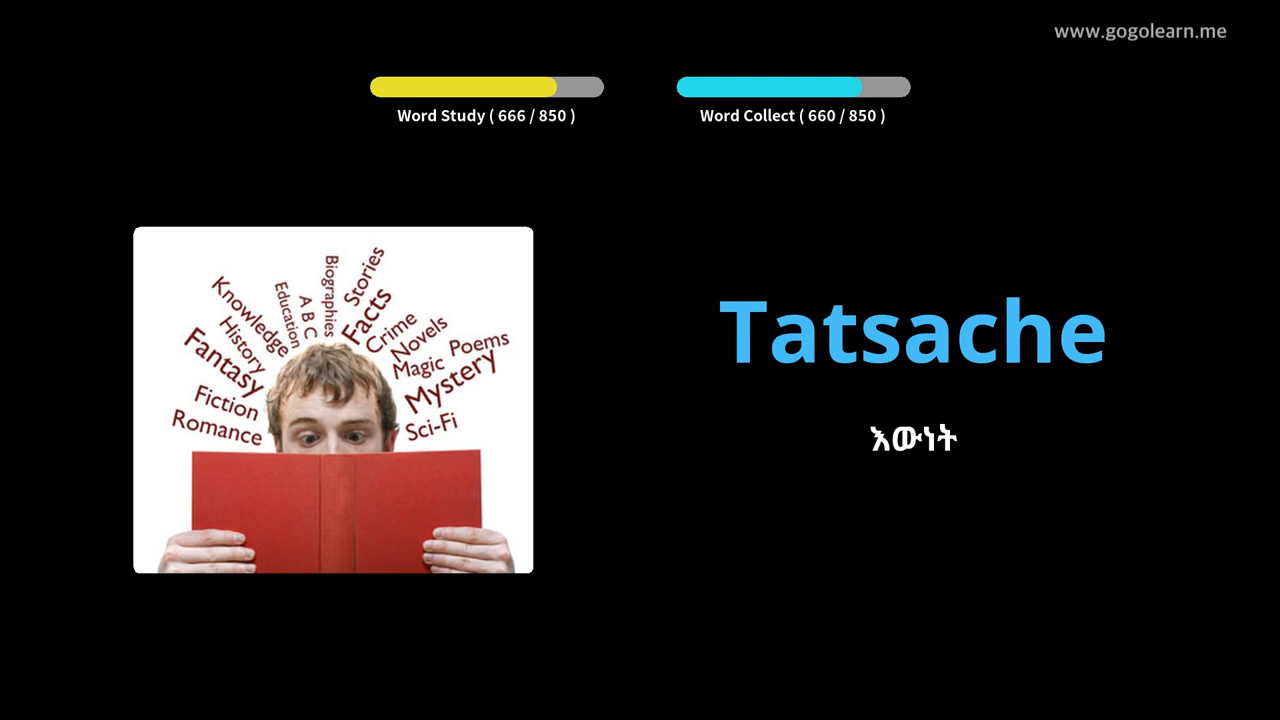 www.gogolearn.me
Word Study ( 666 / 850 )
Word Collect ( 660 / 850 )
Biographies
Stories
Education
A B C
Facts
Knowledge
Crime
History
Novels
Poems
Fantasy
Magic
Mystery
Fiction
Romance
Sci-Fi
Tatsache
እውነት